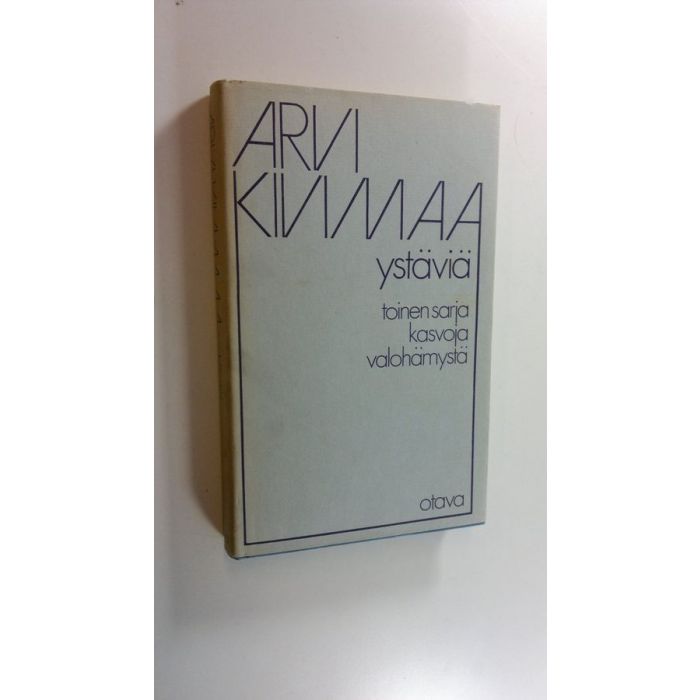 ARVI
KIVIMAA
ystäviä
toinen sarja
kasvoja
valohämystä
otava